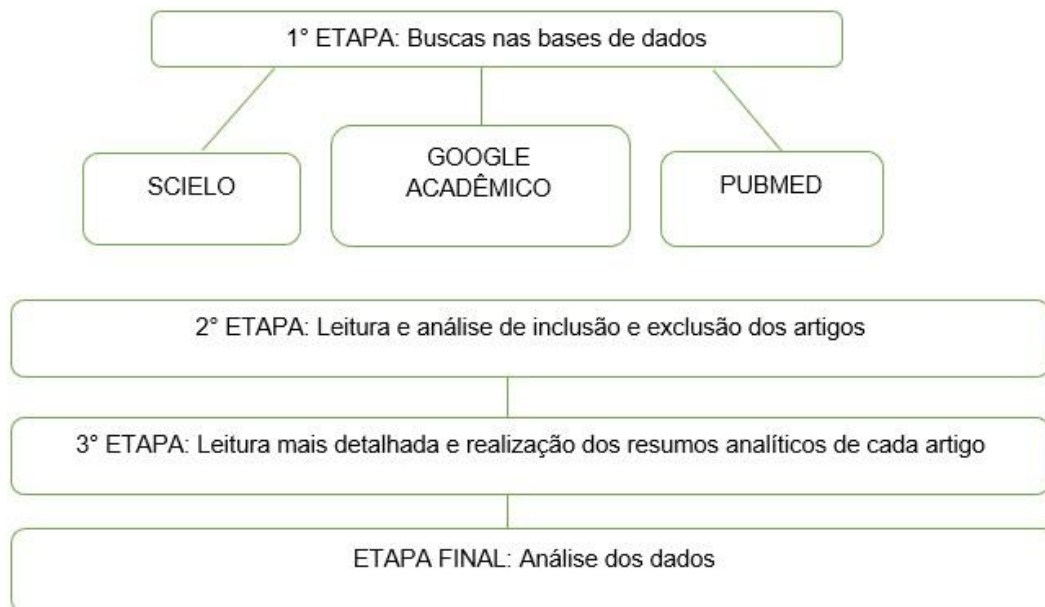 1° ETAPA: Buscas nas bases de dados
SCIELO
GOOGLE
ACADÊMICO
PUBMED
2° ETAPA: Leitura e análise de inclusão e exclusão dos artigos
3° ETAPA: Leitura mais detalhada e realização dos resumos analíticos de cada artigo
ETAPA FINAL: Análise dos dados